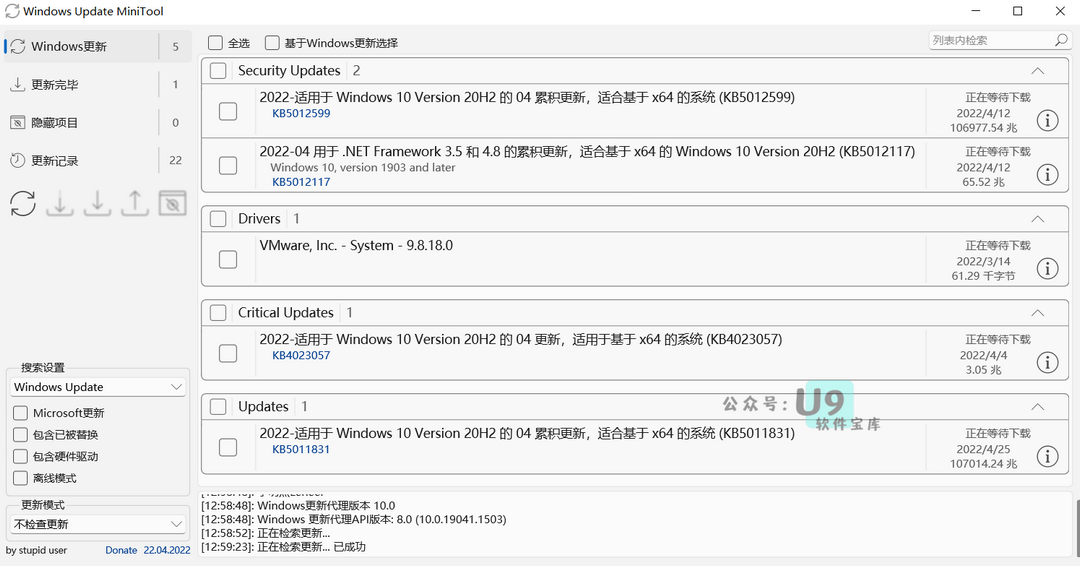 Windows Update MiniTool
Windows更新 5
更新完毕 1
隐藏项目 0
更新记录 22
全选 基于Windows更新选择 列表内检索
Security Updates 2
2022-适用于 Windows 10 Version 20H2 的 04 累积更新，适合基于 x64 的系统 (KB5012599)
KB5012599
正在等待下载
2022/4/12
106977.54 兆
2022-04 用于 .NET Framework 3.5 和 4.8 的累积更新，适合基于 x64 的 Windows 10 Version 20H2 (KB5012117)
Windows 10, version 1903 and later
KB5012117
正在等待下载
2022/4/12
65.52 兆
Drivers 1
VMware, Inc. - System - 9.8.18.0
正在等待下载
2022/3/14
61.29 千字节
Critical Updates 1
2022-适用于 Windows 10 Version 20H2 的 04 更新，适用于基于 x64 的系统 (KB4023057)
KB4023057
正在等待下载
2022/4/4
3.05 兆
Updates 1
2022-适用于 Windows 10 Version 20H2 的 04 累积更新，适合基于 x64 的系统 (KB5011831)
KB5011831
正在等待下载
2022/4/25
107014.24 兆
公众号：U9
软件宝库
搜索设置
Windows Update
Microsoft更新
包含已被替换
包含硬件驱动
离线模式
更新模式
不检查更新
by stupid user Donate 22.04.2022
[12:58:48]: Windows更新代理版本 10.0
[12:58:48]: Windows 更新代理API版本: 8.0 (10.0.19041.1503)
[12:58:52]: 正在检索更新...
[12:59:23]: 正在检索更新... 已成功